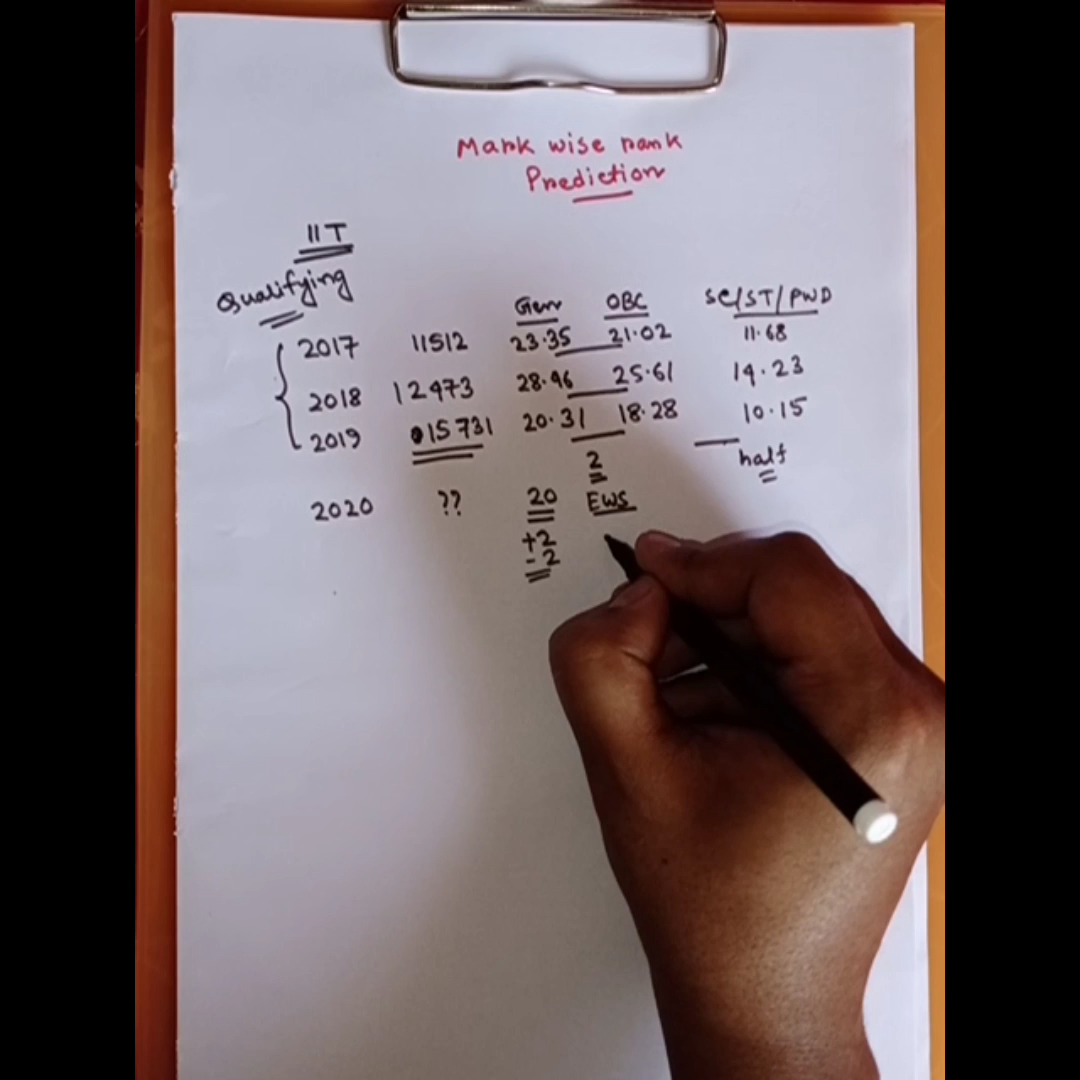 Mark wise rank
Prediction
IIT
Qualifying
Gen OBC SC/ST/PWD
2017 11512 23.35 21.02 11.68
2018 12473 28.46 25.61 14.23
2019 15731 20.31 18.28 10.15
2 half
2020 ?? 20 EWS
+2
-2